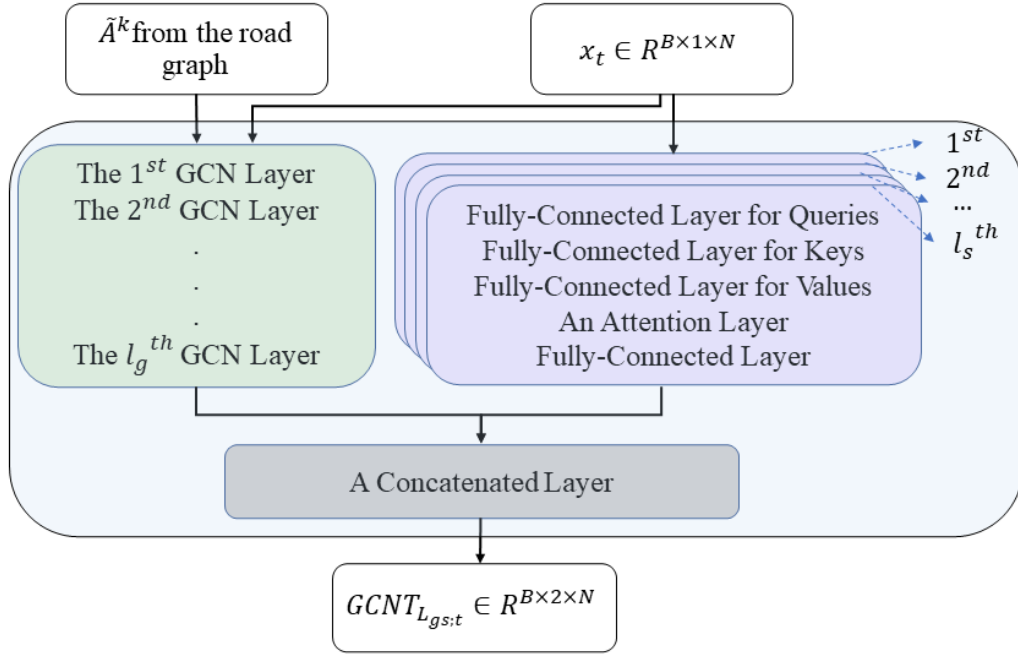 Ã^k from the road
graph
x_t ∈ R^{B×1×N}
The 1^{st} GCN Layer
The 2^{nd} GCN Layer
.
.
.
The l_g^{th} GCN Layer
Fully-Connected Layer for Queries
Fully-Connected Layer for Keys
Fully-Connected Layer for Values
An Attention Layer
Fully-Connected Layer
1^{st}
2^{nd}
...
l_s^{th}
A Concatenated Layer
GCNT_{L_{gs;t}} ∈ R^{B×2×N}